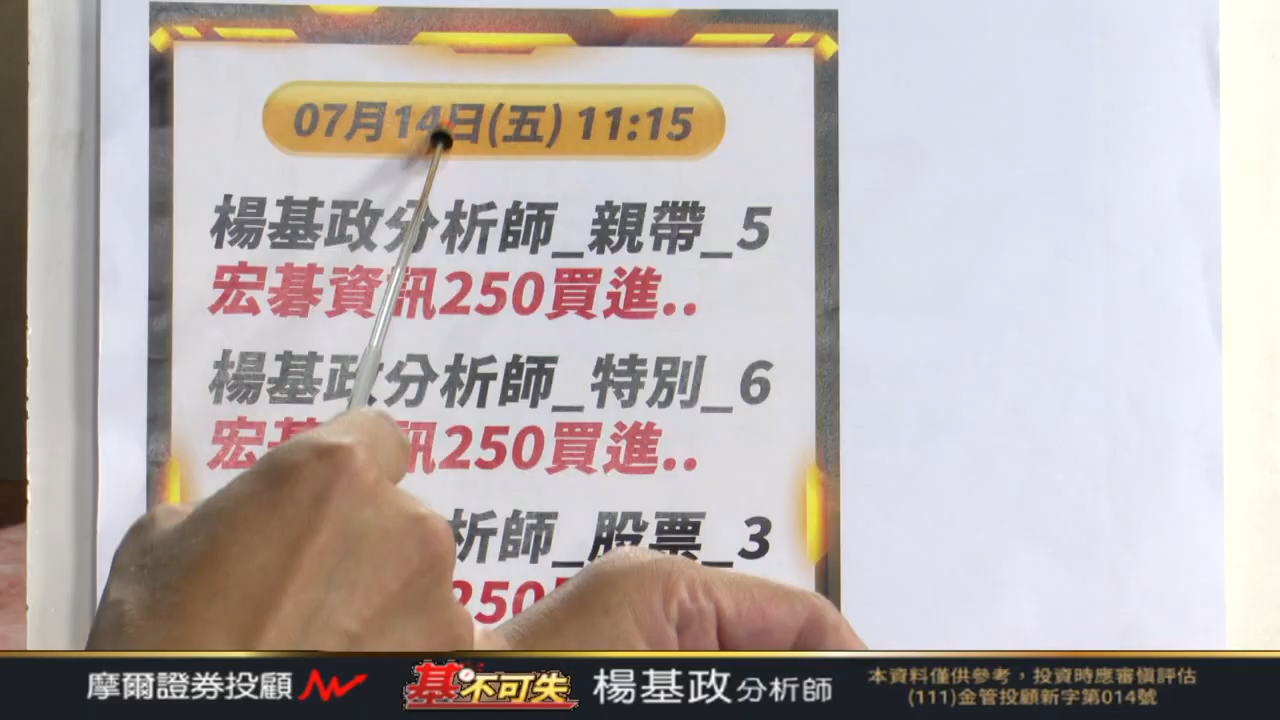 07月14日(五) 11:15
楊基政分析師_親帶_5
宏碁資訊250買進..
楊基政分析師_特別_6
宏碁資訊250買進..
析師_股票_3
250
摩爾證券投顧
基不可失
楊基政 分析師
本資料僅供參考，投資時應審慎評估
(111)金管投顧新字第014號